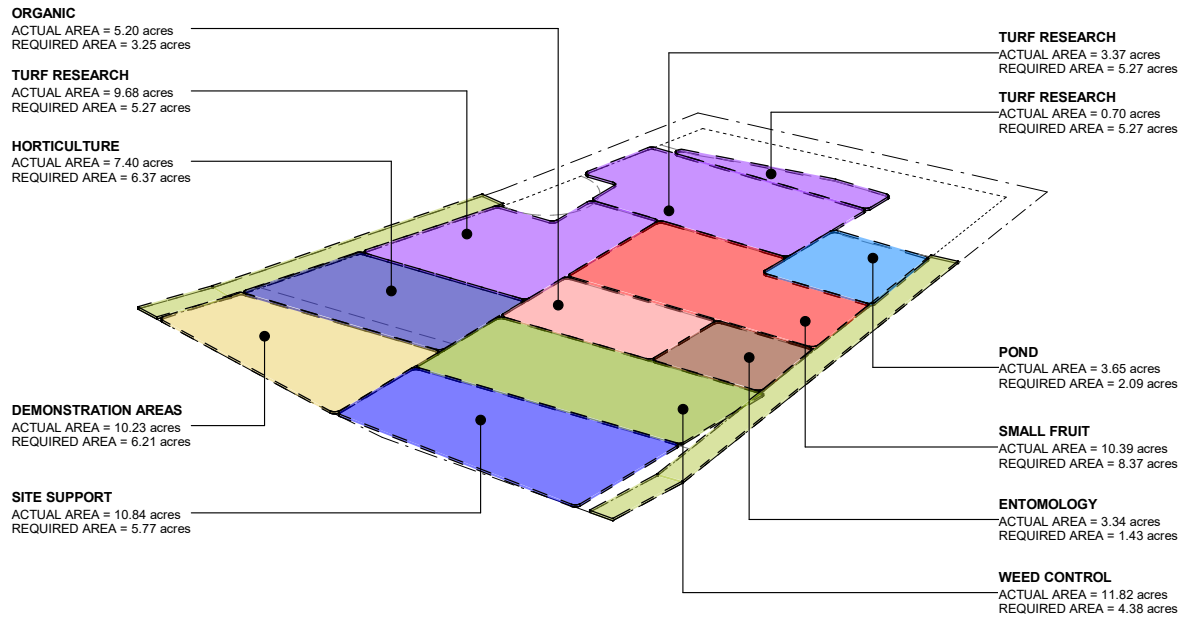 ORGANIC
ACTUAL AREA = 5.20 acres
REQUIRED AREA = 3.25 acres
TURF RESEARCH
ACTUAL AREA = 9.68 acres
REQUIRED AREA = 5.27 acres
HORTICULTURE
ACTUAL AREA = 7.40 acres
REQUIRED AREA = 6.37 acres
DEMONSTRATION AREAS
ACTUAL AREA = 10.23 acres
REQUIRED AREA = 6.21 acres
SITE SUPPORT
ACTUAL AREA = 10.84 acres
REQUIRED AREA = 5.77 acres
TURF RESEARCH
ACTUAL AREA = 3.37 acres
REQUIRED AREA = 5.27 acres
TURF RESEARCH
ACTUAL AREA = 0.70 acres
REQUIRED AREA = 5.27 acres
POND
ACTUAL AREA = 3.65 acres
REQUIRED AREA = 2.09 acres
SMALL FRUIT
ACTUAL AREA = 10.39 acres
REQUIRED AREA = 8.37 acres
ENTOMOLOGY
ACTUAL AREA = 3.34 acres
REQUIRED AREA = 1.43 acres
WEED CONTROL
ACTUAL AREA = 11.82 acres
REQUIRED AREA = 4.38 acres